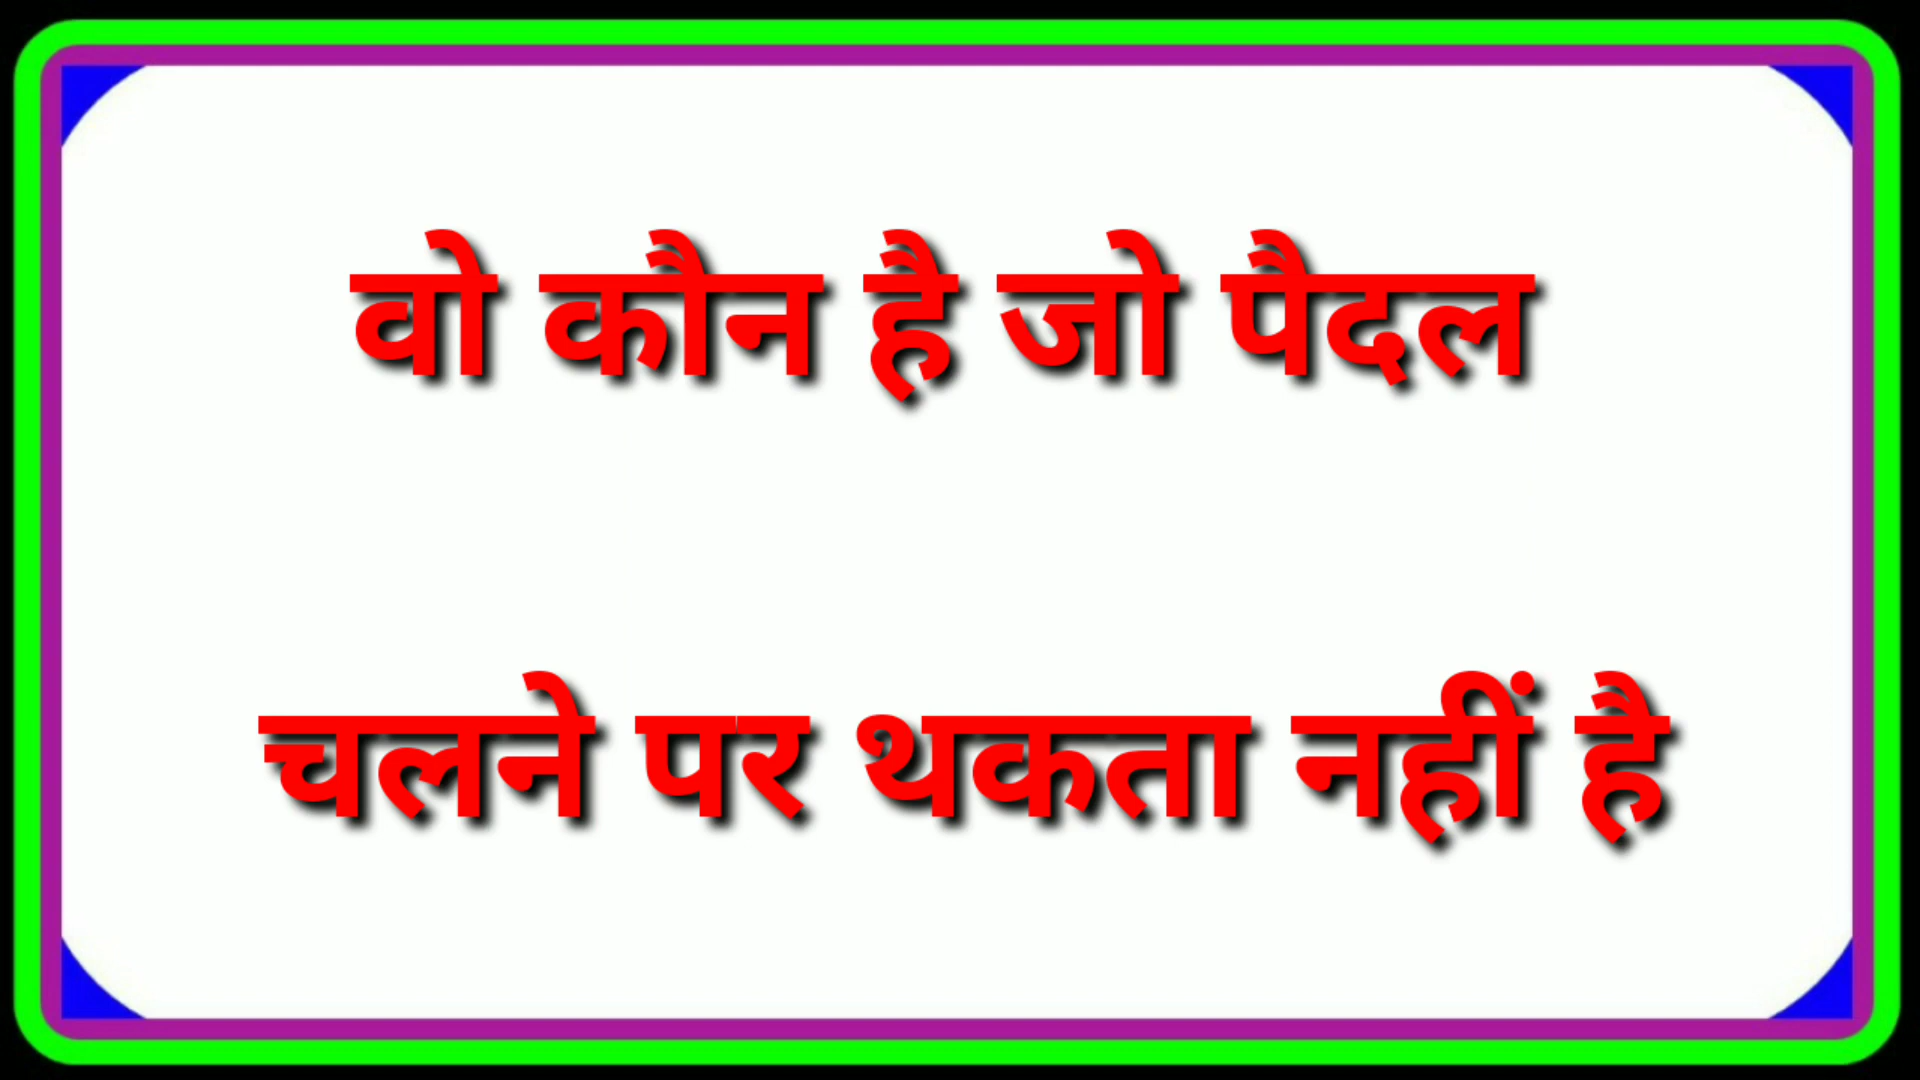 वो कौन है जो पैदल
चलने पर थकता नहीं है